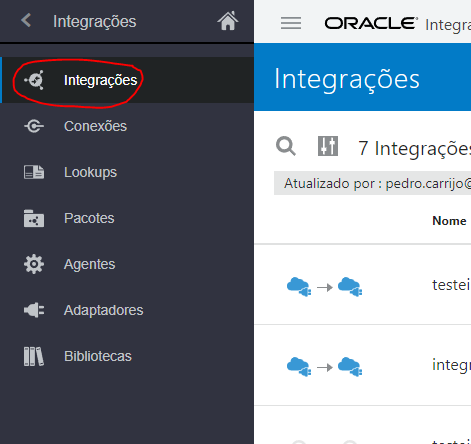 Integrações
Integrações
Conexões
Lookups
Pacotes
Agentes
Adaptadores
Bibliotecas
ORACLE Integra
Integrações
7 Integrações
Atualizado por : pedro.carrijo@
Nome
testei
integr